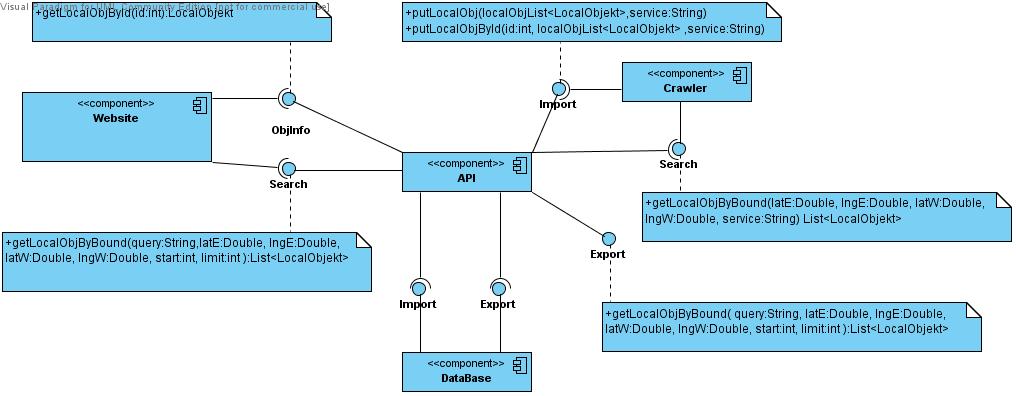 Visual Paradigm for UML Community Edition [not for commercial use]
+getLocalObjById(id:int):LocalObjekt
+putLocalObj(localObjList<LocalObjekt>,service:String)
+putLocalObjById(id:int, localObjList<LocalObjekt> ,service:String)
<<component>>
Website
ObjInfo
Search
Import
<<component>>
Crawler
Search
<<component>>
API
+getLocalObjByBound(latE:Double, lngE:Double, latW:Double,
lngW:Double, service:String) List<LocalObjekt>
+getLocalObjByBound(query:String,latE:Double, lngE:Double,
latW:Double, lngW:Double, start:int, limit:int ):List<LocalObjekt>
Export
Import
Export
+getLocalObjByBound( query:String, latE:Double, lngE:Double,
latW:Double, lngW:Double, start:int, limit:int ):List<LocalObjekt>
<<component>>
DataBase